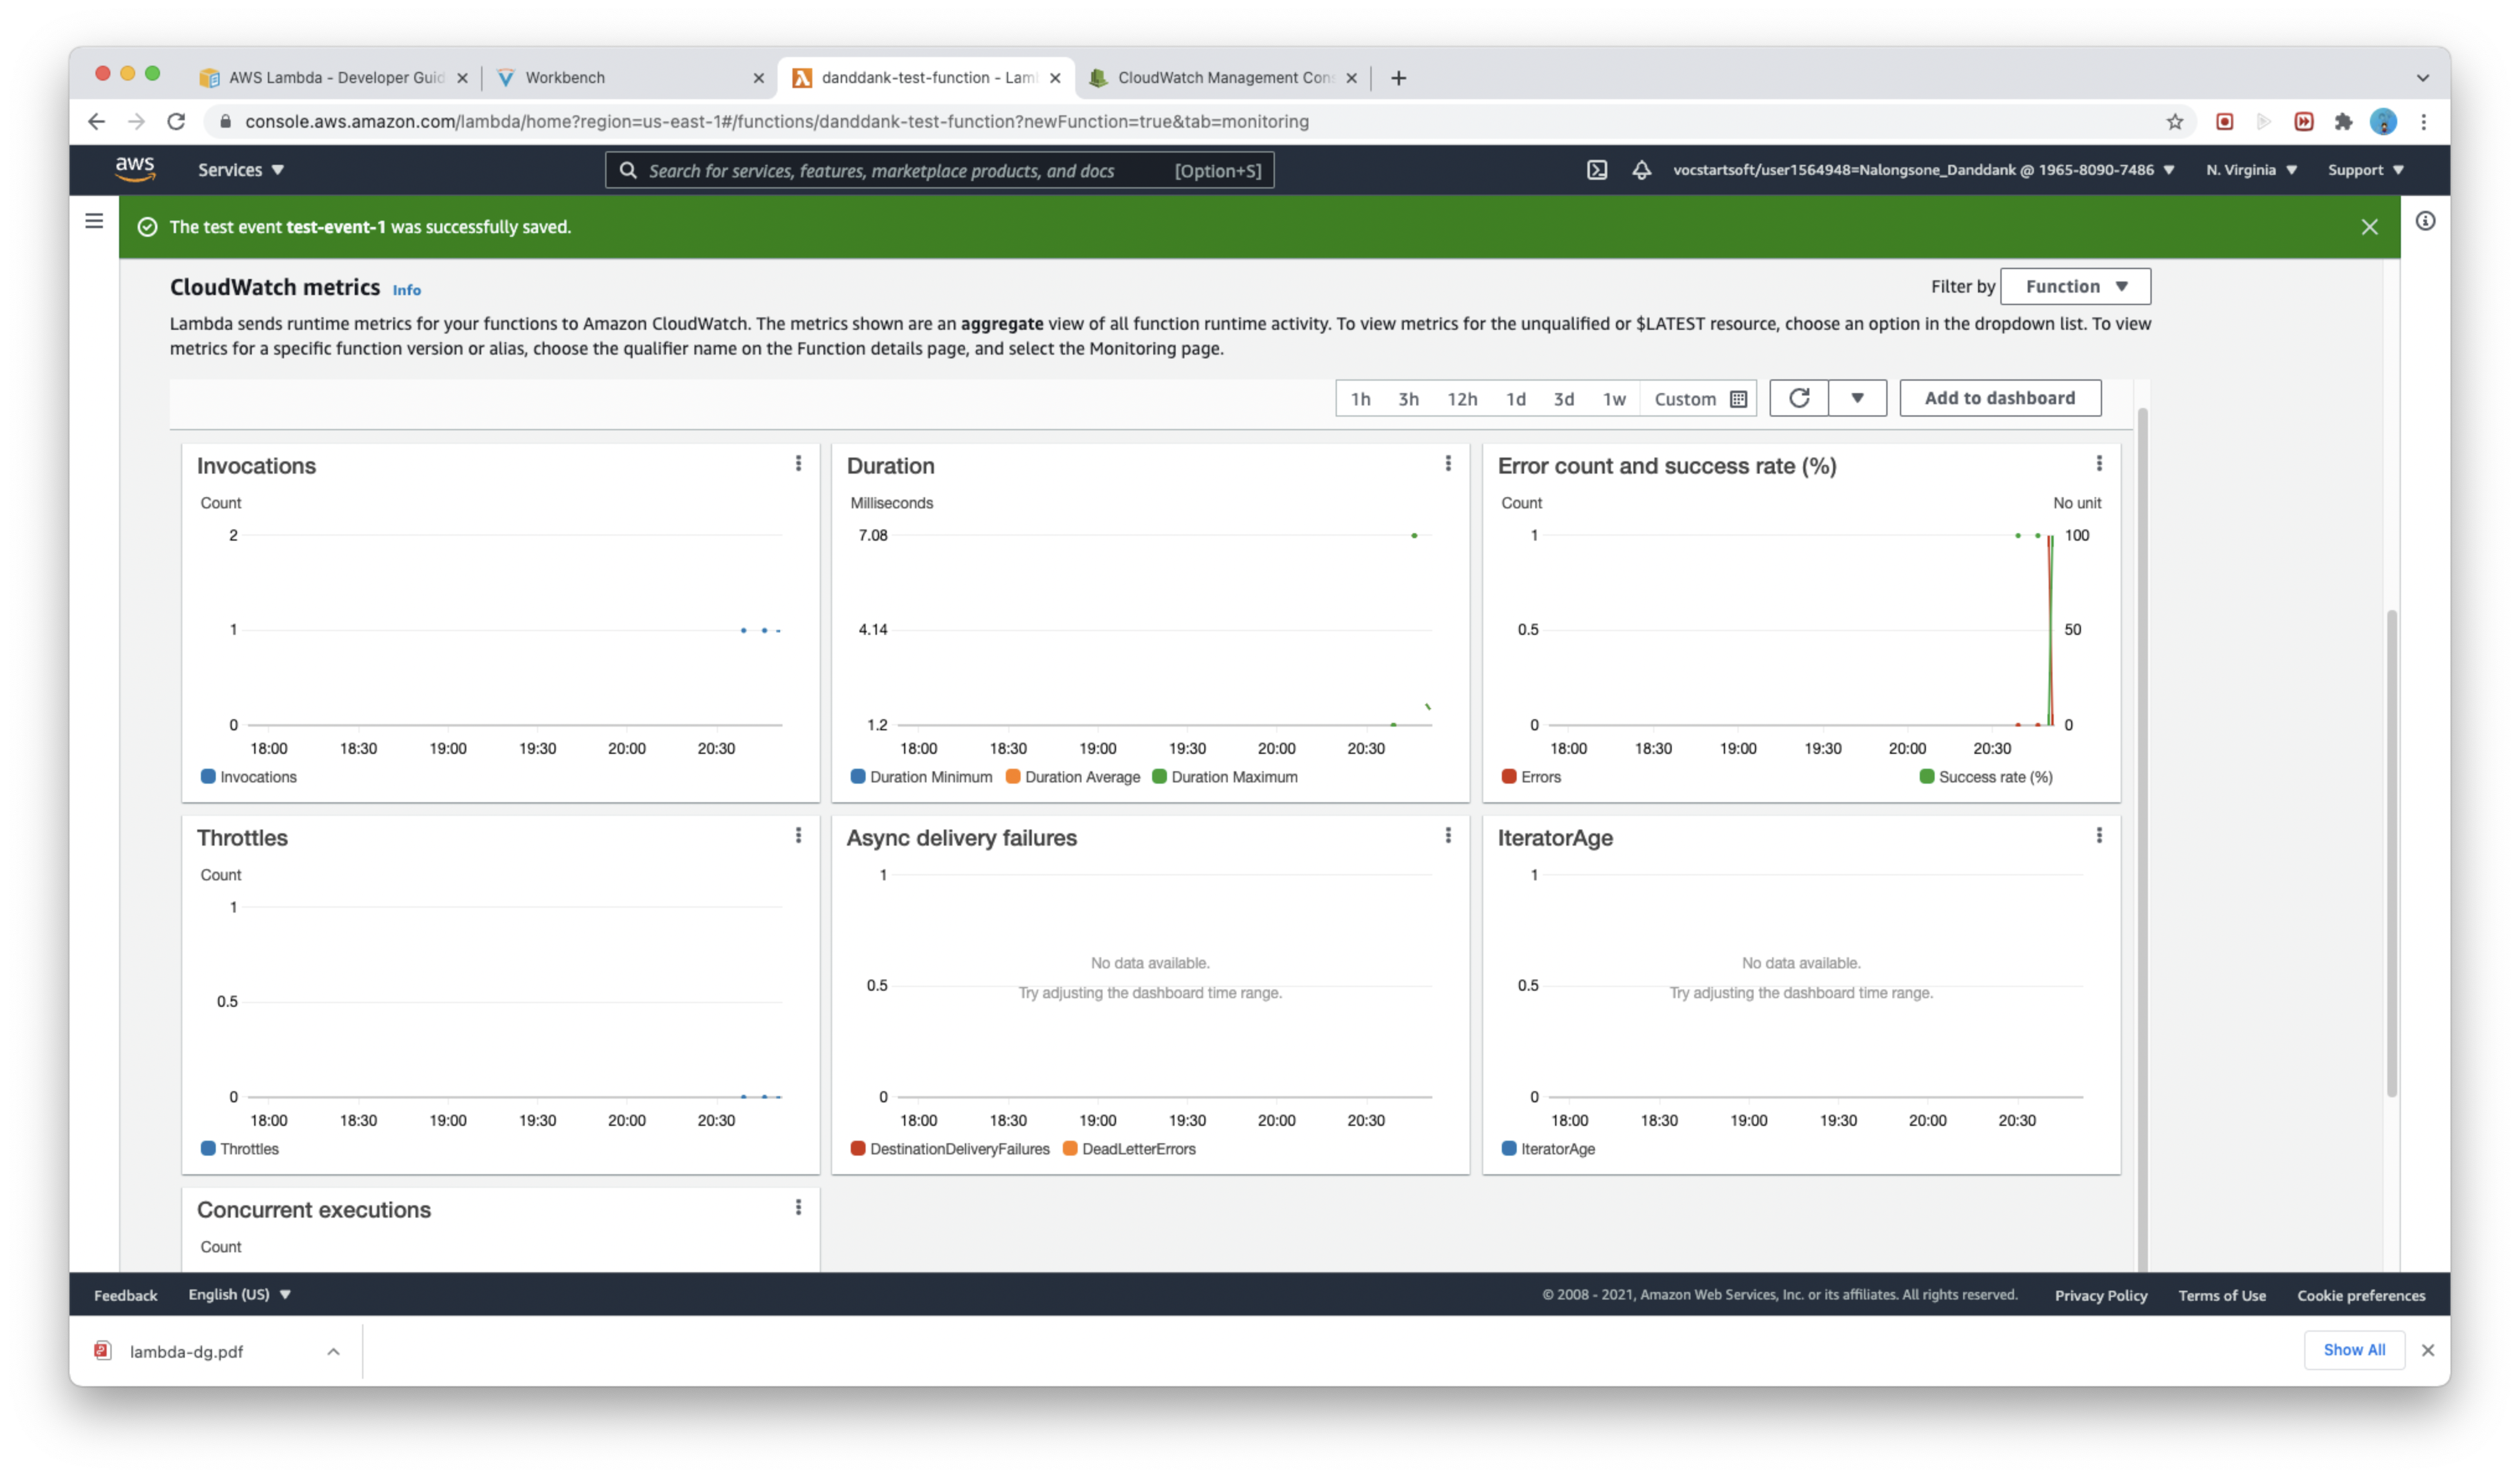 AWS Lambda - Developer Guid
Workbench
danddank-test-function - Lam
CloudWatch Management Con
console.aws.amazon.com/lambda/home?region=us-east-1#/functions/danddank-test-function?newFunction=true&tab=monitoring
aws
Services
Search for services, features, marketplace products, and docs
[Option+S]
vocstartsoft/user1564948=Nalongsone_Danddank @ 1965-8090-7486
N. Virginia
Support
The test event test-event-1 was successfully saved.
CloudWatch metrics Info
Filter by Function
Lambda sends runtime metrics for your functions to Amazon CloudWatch. The metrics shown are an aggregate view of all function runtime activity. To view metrics for the unqualified or $LATEST resource, choose an option in the dropdown list. To view
metrics for a specific function version or alias, choose the qualifier name on the Function details page, and select the Monitoring page.
1h 3h 12h 1d 3d 1w Custom
Add to dashboard
Invocations
Count
2
1
0
18:00 18:30 19:00 19:30 20:00 20:30
Invocations
Duration
Milliseconds
7.08
4.14
1.2
18:00 18:30 19:00 19:30 20:00 20:30
Duration Minimum Duration Average Duration Maximum
Error count and success rate (%)
Count No unit
1 100
0.5 50
0 0
18:00 18:30 19:00 19:30 20:00 20:30
Errors Success rate (%)
Throttles
Count
1
0.5
0
18:00 18:30 19:00 19:30 20:00 20:30
Throttles
Async delivery failures
1
No data available.
0.5
Try adjusting the dashboard time range.
0
18:00 18:30 19:00 19:30 20:00 20:30
DestinationDeliveryFailures DeadLetterErrors
IteratorAge
1
No data available.
0.5
Try adjusting the dashboard time range.
0
18:00 18:30 19:00 19:30 20:00 20:30
IteratorAge
Concurrent executions
Count
Feedback English (US)
© 2008 - 2021, Amazon Web Services, Inc. or its affiliates. All rights reserved. Privacy Policy Terms of Use Cookie preferences
lambda-dg.pdf
Show All